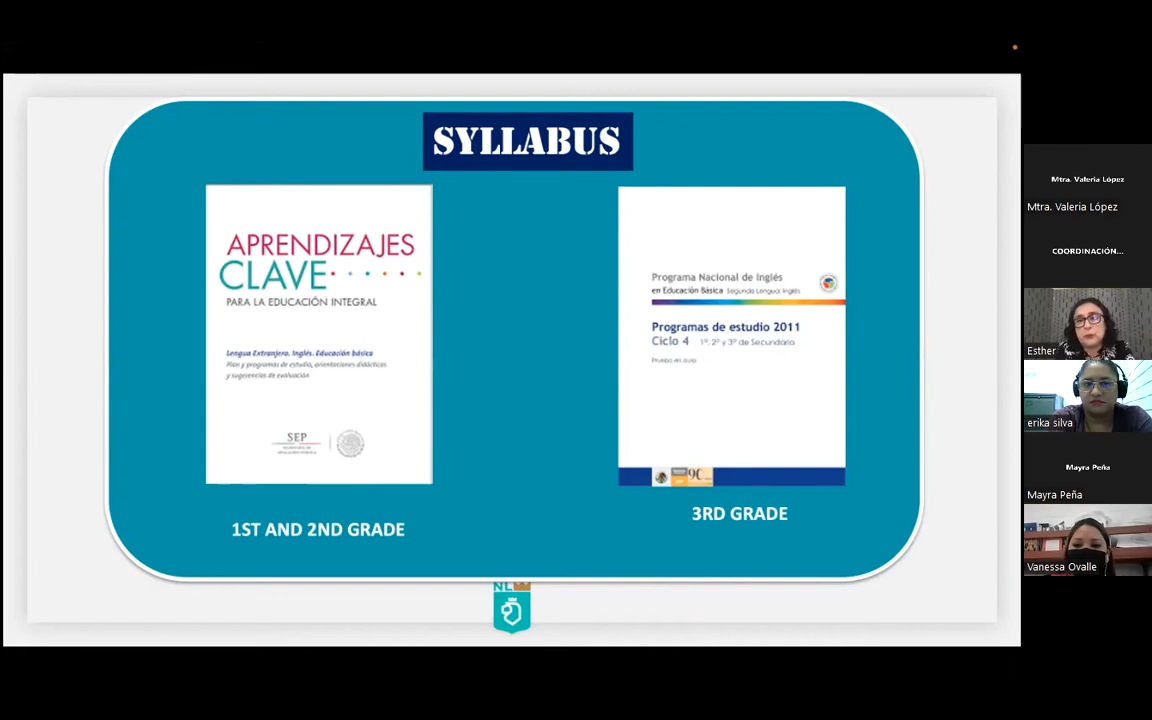 SYLLABUS
APRENDIZAJES
CLAVE
PARA LA EDUCACIÓN INTEGRAL
Lengua Extranjera. Inglés. Educación básica
Plan y programas de estudio, orientaciones didácticas
y sugerencias de evaluación
SEP
1ST AND 2ND GRADE
Programa Nacional de Inglés
en Educación Básica Segunda Lengua: Inglés
Programas de estudio 2011
Ciclo 4 1º, 2º y 3º de Secundaria
Prueba en aula
90
3RD GRADE
NL
Mtra. Valeria López
Mtra. Valeria López
COORDINACIÓN...
Esther
erika silva
Mayra Peña
Mayra Peña
Vanessa Ovalle